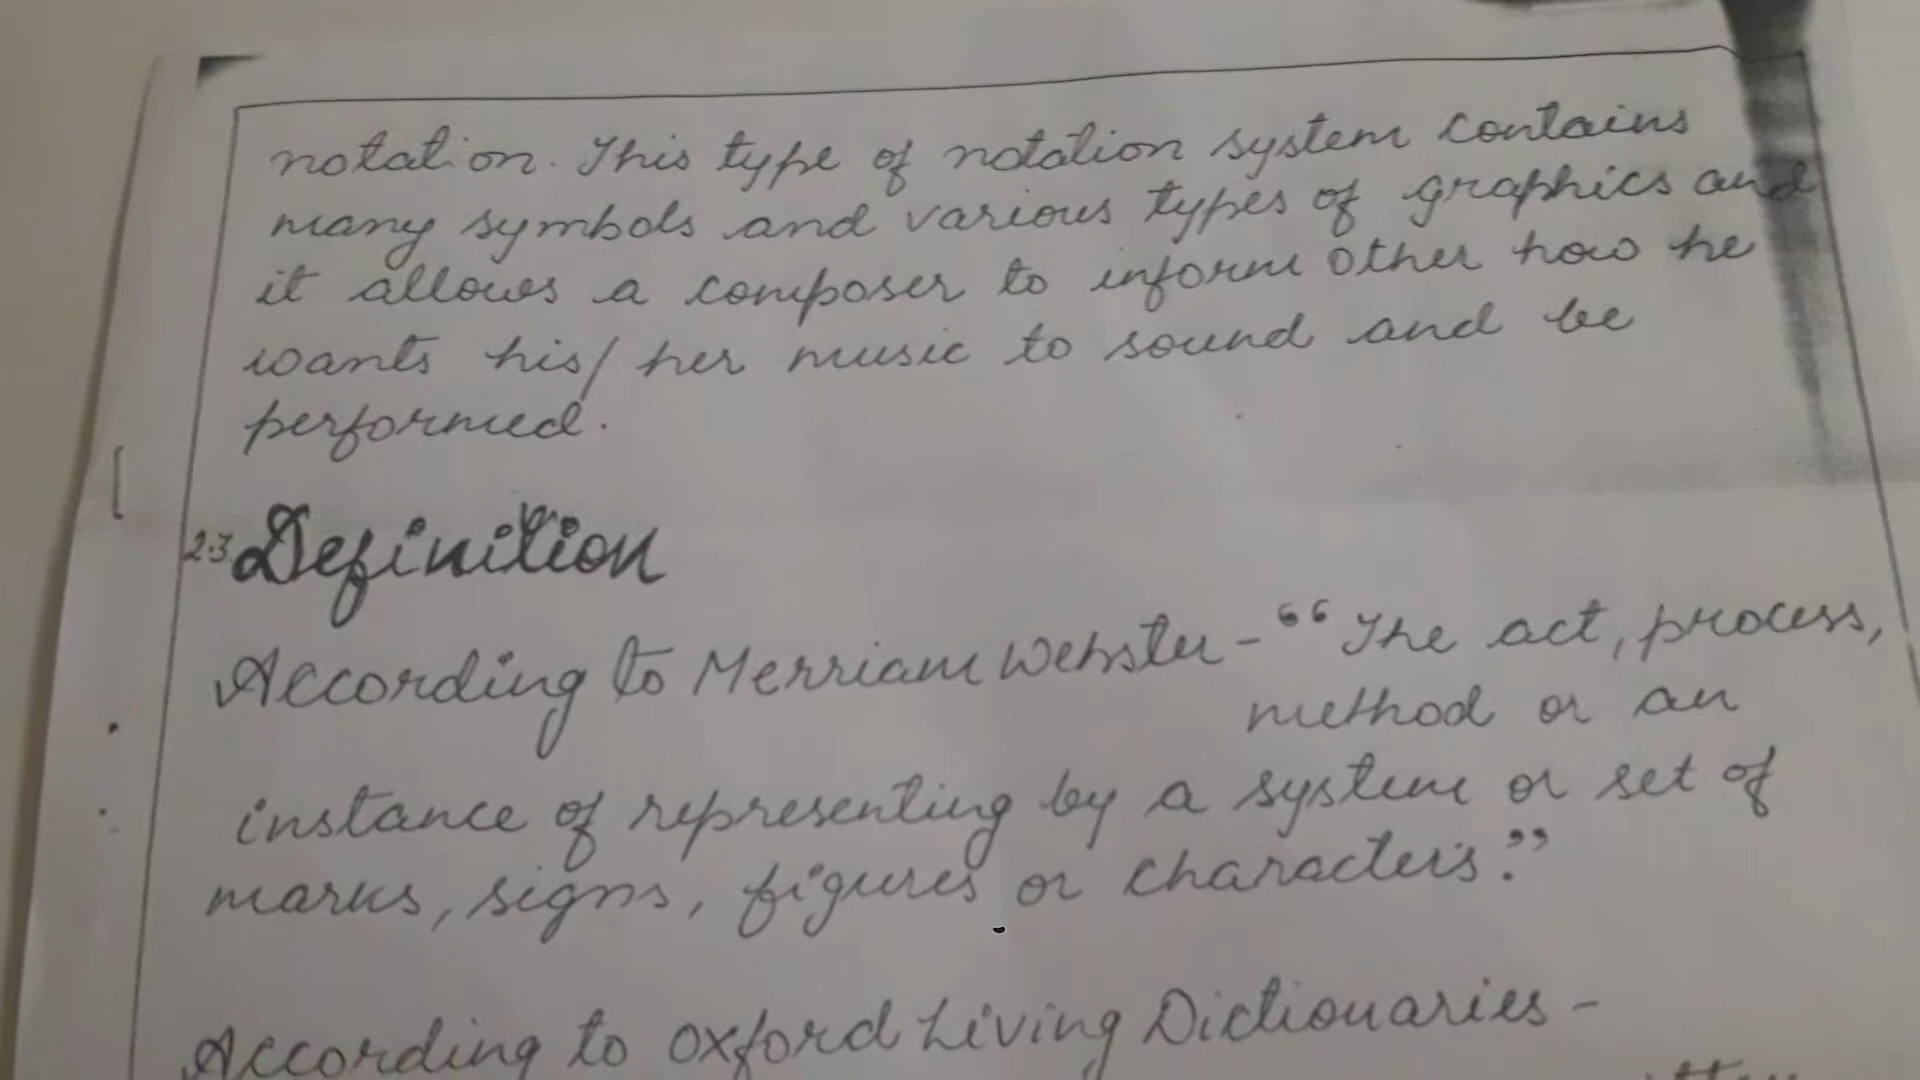 notation. This type of notation system contains
many symbols and various types of graphics and
it allows a composer to inform other how he
wants his/ her music to sound and be
performed.
2.3. Definition
According to Merriam Webster - “ The act, process,
method or an
instance of representing by a system or set of
marks, signs, figures or characters.”
According to Oxford Living Dictionaries -